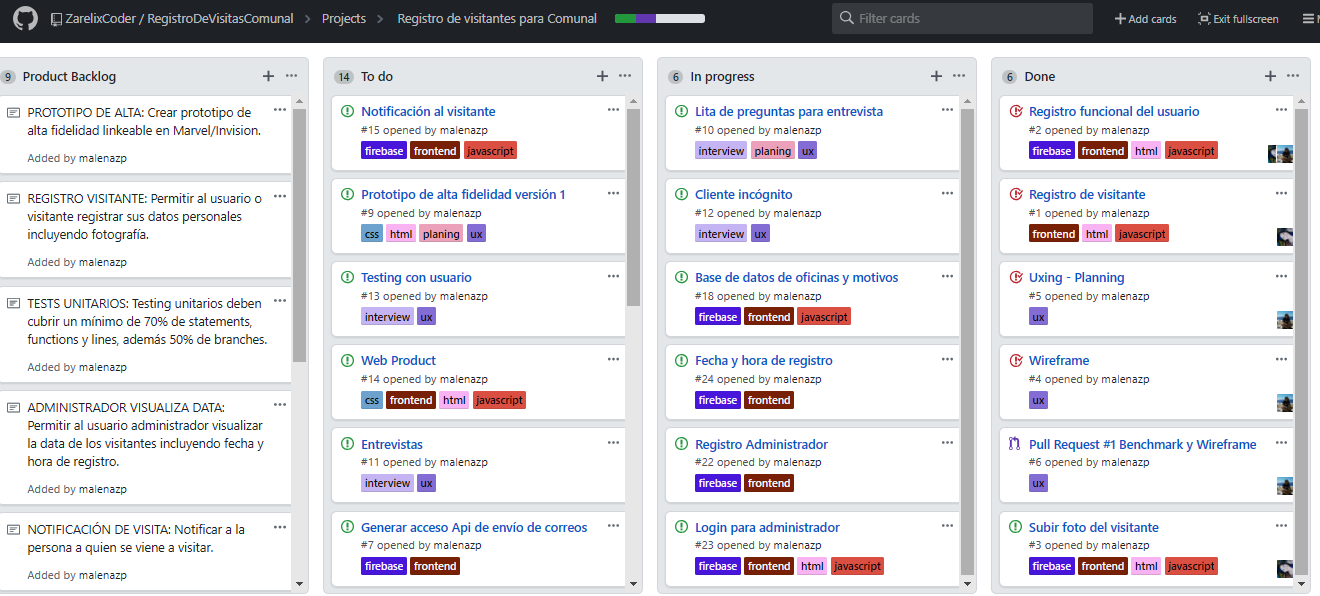 ZarelixCoder / RegistroDeVisitasComunal
Projects
Registro de visitantes para Comunal
Filter cards
Add cards
Exit fullscreen
9 Product Backlog
PROTOTIPO DE ALTA: Crear prototipo de
alta fidelidad linkeable en Marvel/Invision.
Added by malenazp
REGISTRO VISITANTE: Permitir al usuario o
visitante registrar sus datos personales
incluyendo fotografía.
Added by malenazp
TESTS UNITARIOS: Testing unitarios deben
cubrir un mínimo de 70% de statements,
functions y lines, además 50% de branches.
Added by malenazp
ADMINISTRADOR VISUALIZA DATA:
Permitir al usuario administrador visualizar
la data de los visitantes incluyendo fecha y
hora de registro.
Added by malenazp
NOTIFICACIÓN DE VISITA: Notificar a la
persona a quien se viene a visitar.
Added by malenazp
14 To do
Notificación al visitante
#15 opened by malenazp
firebase frontend javascript
Prototipo de alta fidelidad versión 1
#9 opened by malenazp
css html planing ux
Testing con usuario
#13 opened by malenazp
interview ux
Web Product
#14 opened by malenazp
css frontend html javascript
Entrevistas
#11 opened by malenazp
interview ux
Generar acceso Api de envío de correos
#7 opened by malenazp
firebase frontend
6 In progress
Lita de preguntas para entrevista
#10 opened by malenazp
interview planing ux
Cliente incógnito
#12 opened by malenazp
interview ux
Base de datos de oficinas y motivos
#18 opened by malenazp
firebase frontend javascript
Fecha y hora de registro
#24 opened by malenazp
firebase frontend
Registro Administrador
#22 opened by malenazp
firebase frontend
Login para administrador
#23 opened by malenazp
firebase frontend html javascript
6 Done
Registro funcional del usuario
#2 opened by malenazp
firebase frontend html javascript
Registro de visitante
#1 opened by malenazp
frontend html javascript
Uxing - Planning
#5 opened by malenazp
ux
Wireframe
#4 opened by malenazp
ux
Pull Request #1 Benchmark y Wireframe
#6 opened by malenazp
ux
Subir foto del visitante
#3 opened by malenazp
firebase frontend html javascript